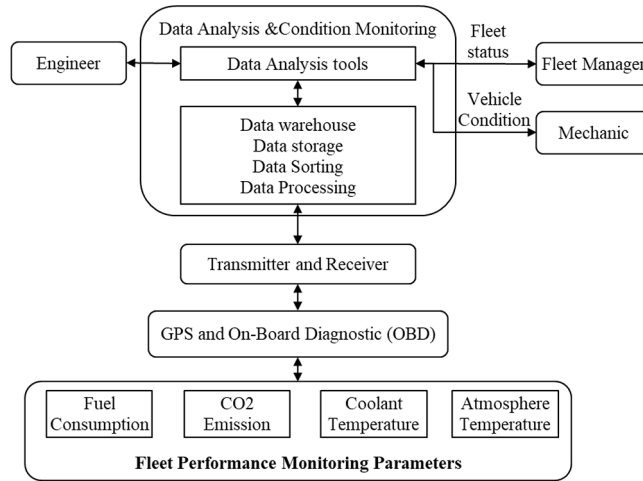 Data Analysis &Condition Monitoring
Engineer
Data Analysis tools
Fleet
status
Fleet Manager
Vehicle
Condition
Mechanic
Data warehouse
Data storage
Data Sorting
Data Processing
Transmitter and Receiver
GPS and On-Board Diagnostic (OBD)
Fuel
Consumption
CO2
Emission
Coolant
Temperature
Atmosphere
Temperature
Fleet Performance Monitoring Parameters